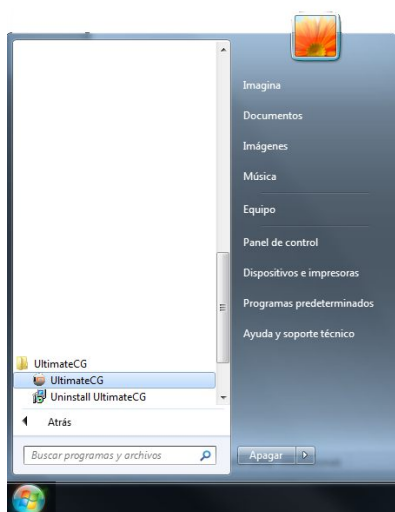 UltimateCG
UltimateCG
Uninstall UltimateCG
Atrás
Buscar programas y archivos
Imagina
Documentos
Imágenes
Música
Equipo
Panel de control
Dispositivos e impresoras
Programas predeterminados
Ayuda y soporte técnico
Apagar